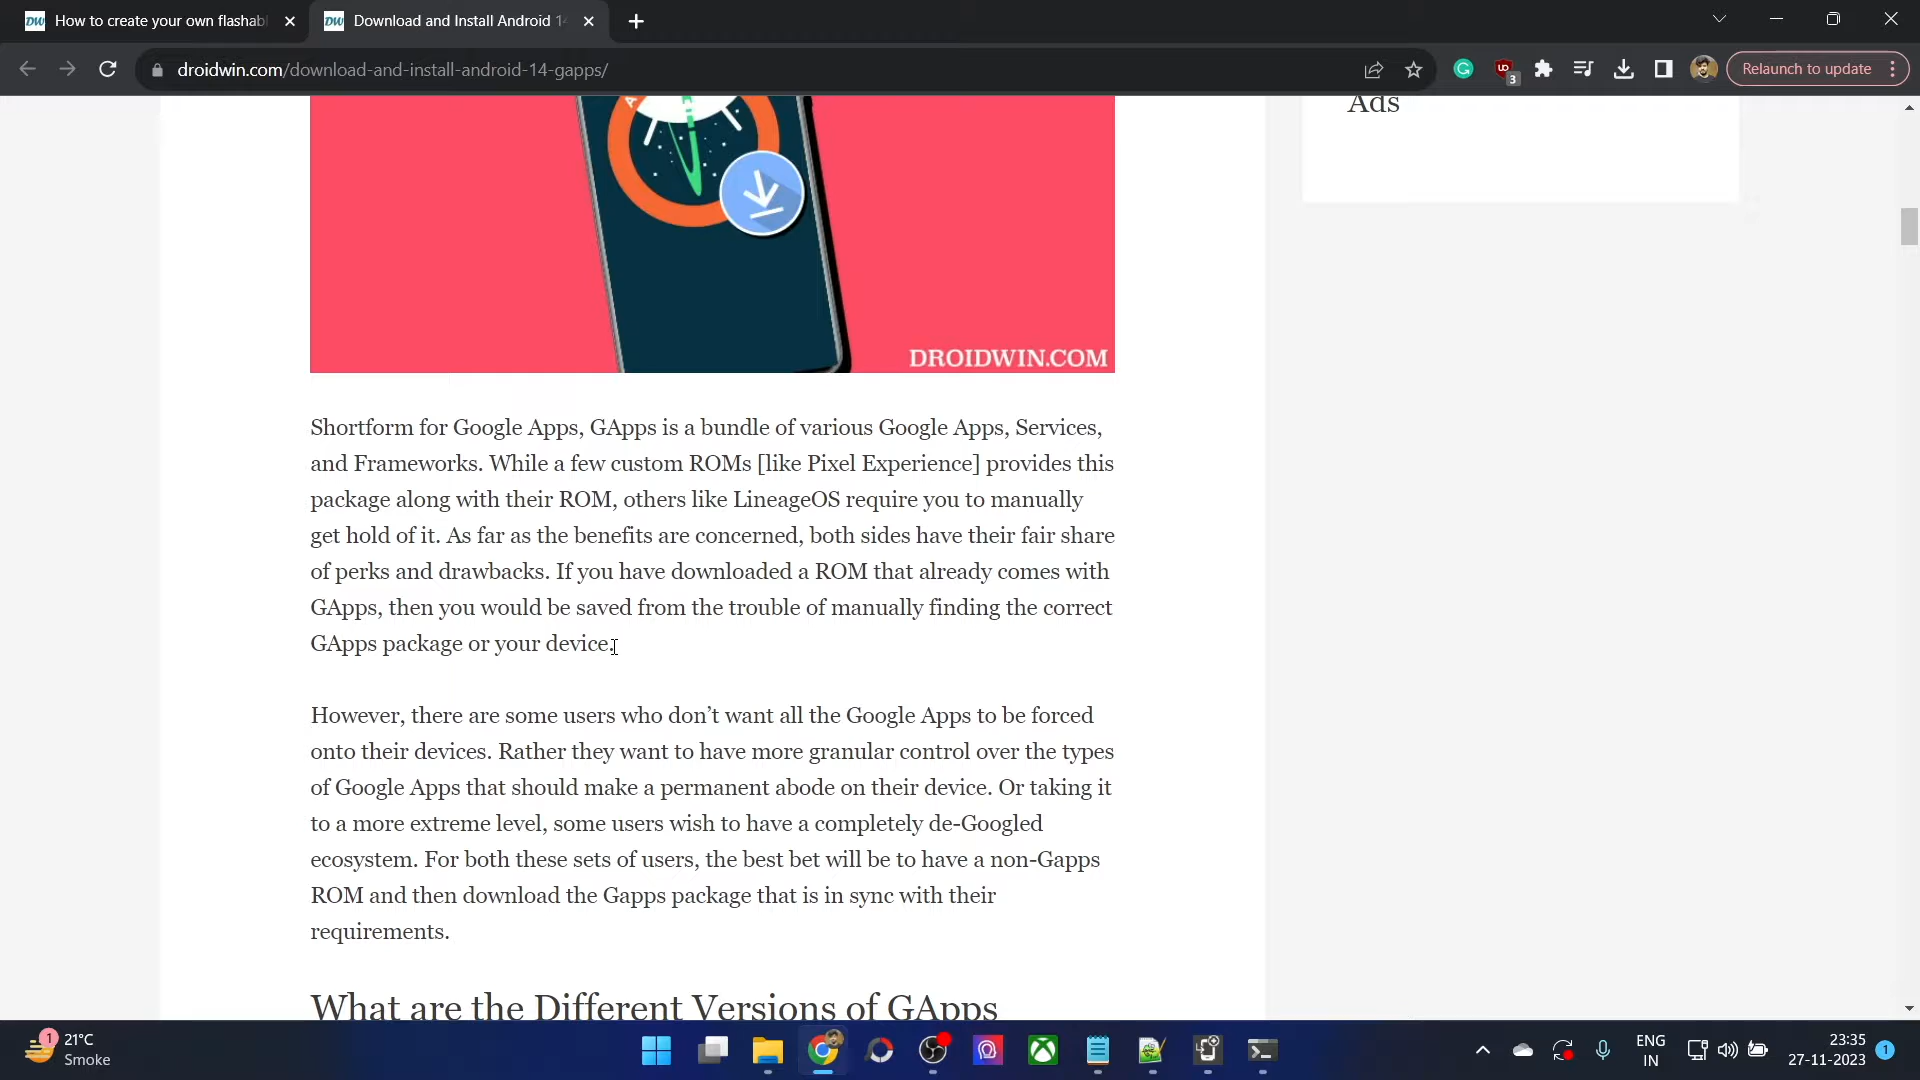 DW How to create your own flashabl
DW Download and Install Android 1
droidwin.com/download-and-install-android-14-gapps/
3
Relaunch to update
Ads
DROIDWIN.COM
Shortform for Google Apps, GApps is a bundle of various Google Apps, Services,
and Frameworks. While a few custom ROMs [like Pixel Experience] provides this
package along with their ROM, others like LineageOS require you to manually
get hold of it. As far as the benefits are concerned, both sides have their fair share
of perks and drawbacks. If you have downloaded a ROM that already comes with
GApps, then you would be saved from the trouble of manually finding the correct
GApps package or your device.
However, there are some users who don’t want all the Google Apps to be forced
onto their devices. Rather they want to have more granular control over the types
of Google Apps that should make a permanent abode on their device. Or taking it
to a more extreme level, some users wish to have a completely de-Googled
ecosystem. For both these sets of users, the best bet will be to have a non-Gapps
ROM and then download the Gapps package that is in sync with their
requirements.
What are the Different Versions of GApps
1
21°C
Smoke
ENG
IN
23:35
27-11-2023
1